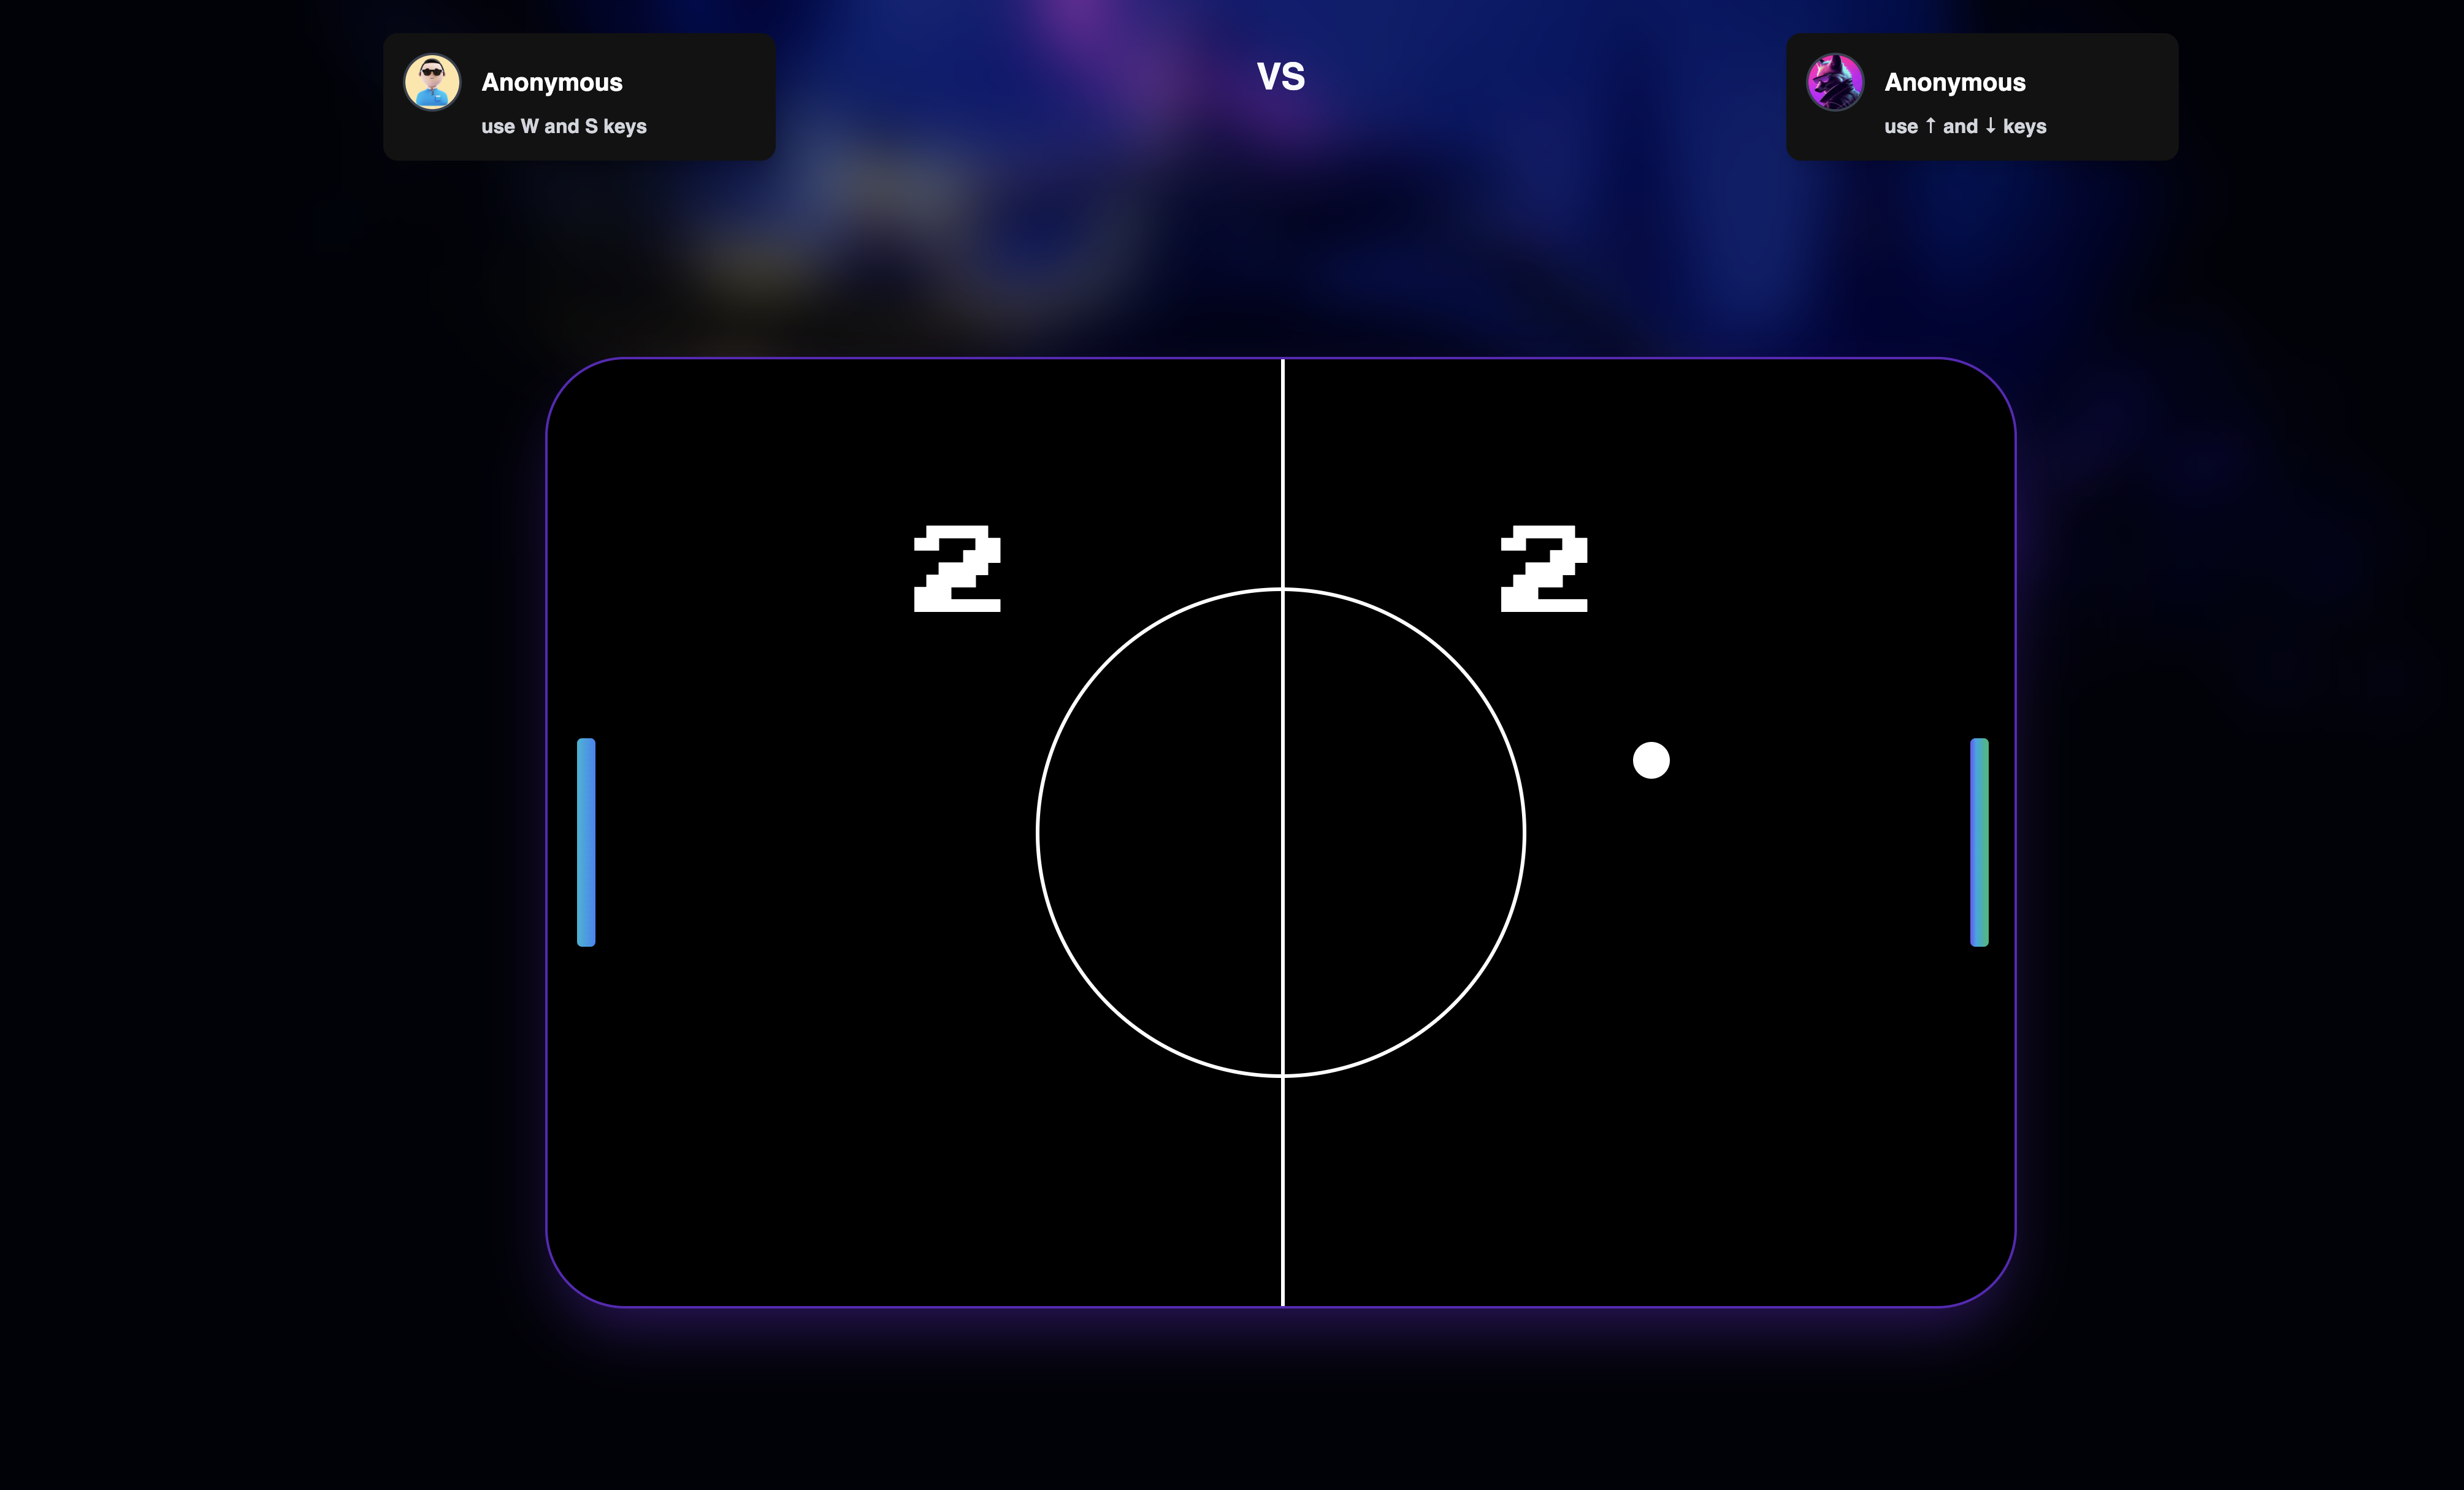 Anonymous
use W and S keys
VS
Anonymous
use ↑ and ↓ keys
2
2